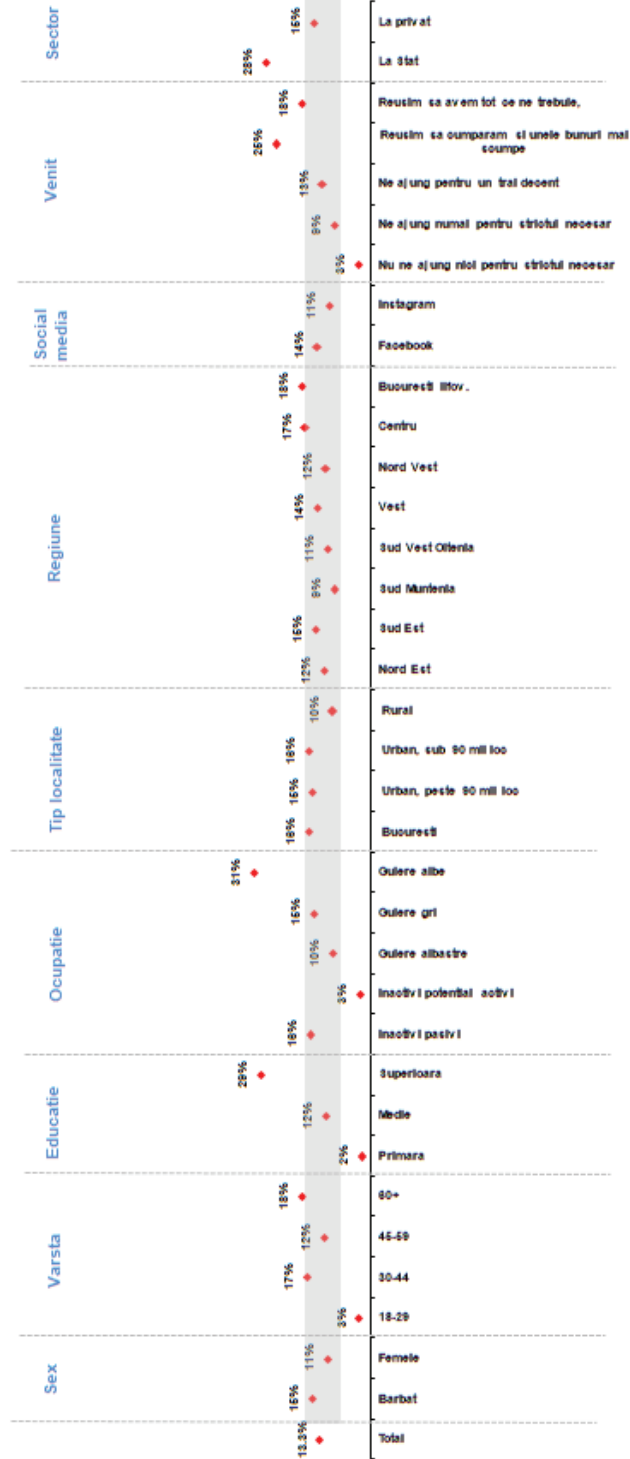 Sector
15%
La privat
28%
La Stat
Venit
18%
Reusim sa avem tot ce ne trebuie,
25%
Reusim sa cumparam si unele bunuri mai
scumpe
13%
Ne ajung pentru un trai decent
9%
Ne ajung numai pentru strictul necesar
3%
Nu ne ajung nici pentru strictul necesar
Social
media
11%
Instagram
14%
Facebook
Regiune
18%
Bucuresti Ilfov.
17%
Centru
12%
Nord Vest
14%
Vest
11%
Sud Vest Oltenia
9%
Sud Muntenia
15%
Sud Est
12%
Nord Est
Tip localitate
10%
Rural
16%
Urban, sub 90 mii loc
15%
Urban, peste 90 mii loc
16%
Bucuresti
Ocupatie
31%
Gulere albe
15%
Gulere gri
10%
Gulere albastre
3%
Inactivi potential activi
16%
Inactivi pasivi
Educatie
29%
Superioara
12%
Medie
2%
Primara
Varsta
18%
60+
12%
45-59
17%
30-44
3%
18-29
Sex
11%
Femeie
15%
Barbat
13.3%
Total